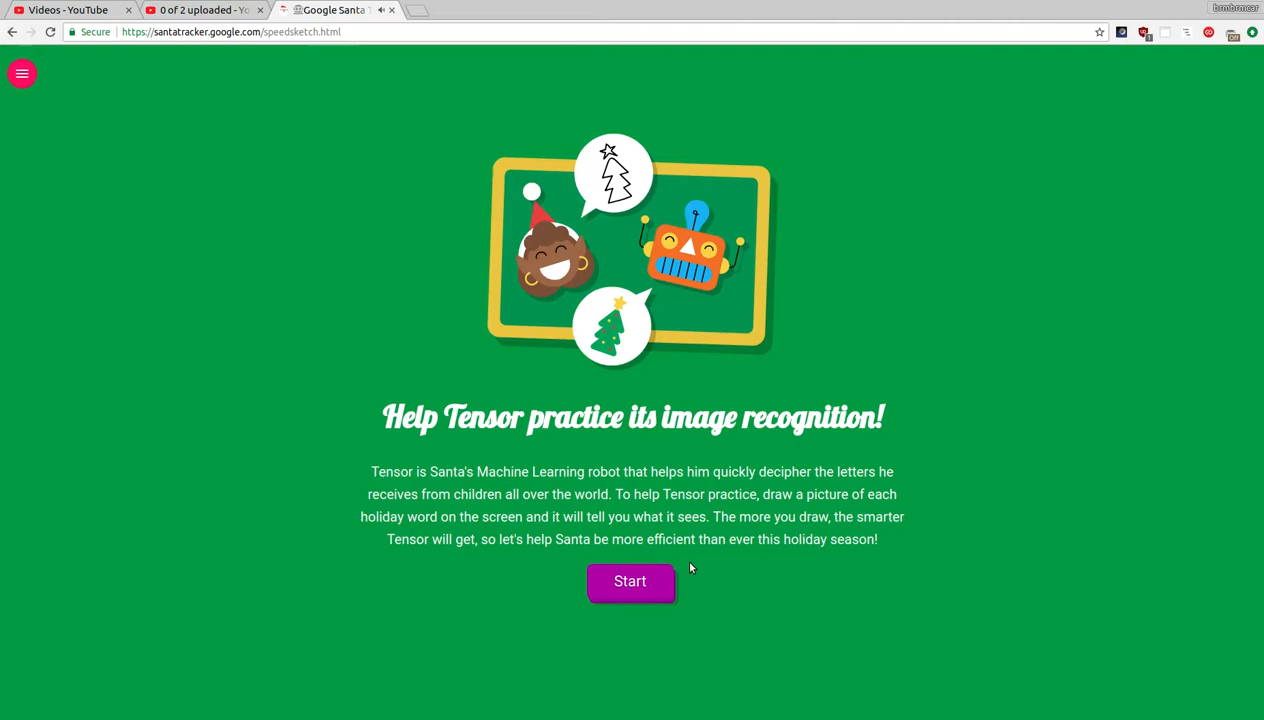 Videos - YouTube
0 of 2 uploaded - Yo
Google Santa T
brmbrmcar
Secure
https://santatracker.google.com/speedsketch.html
1
Off
Help Tensor practice its image recognition!
Tensor is Santa's Machine Learning robot that helps him quickly decipher the letters he
receives from children all over the world. To help Tensor practice, draw a picture of each
holiday word on the screen and it will tell you what it sees. The more you draw, the smarter
Tensor will get, so let's help Santa be more efficient than ever this holiday season!
Start